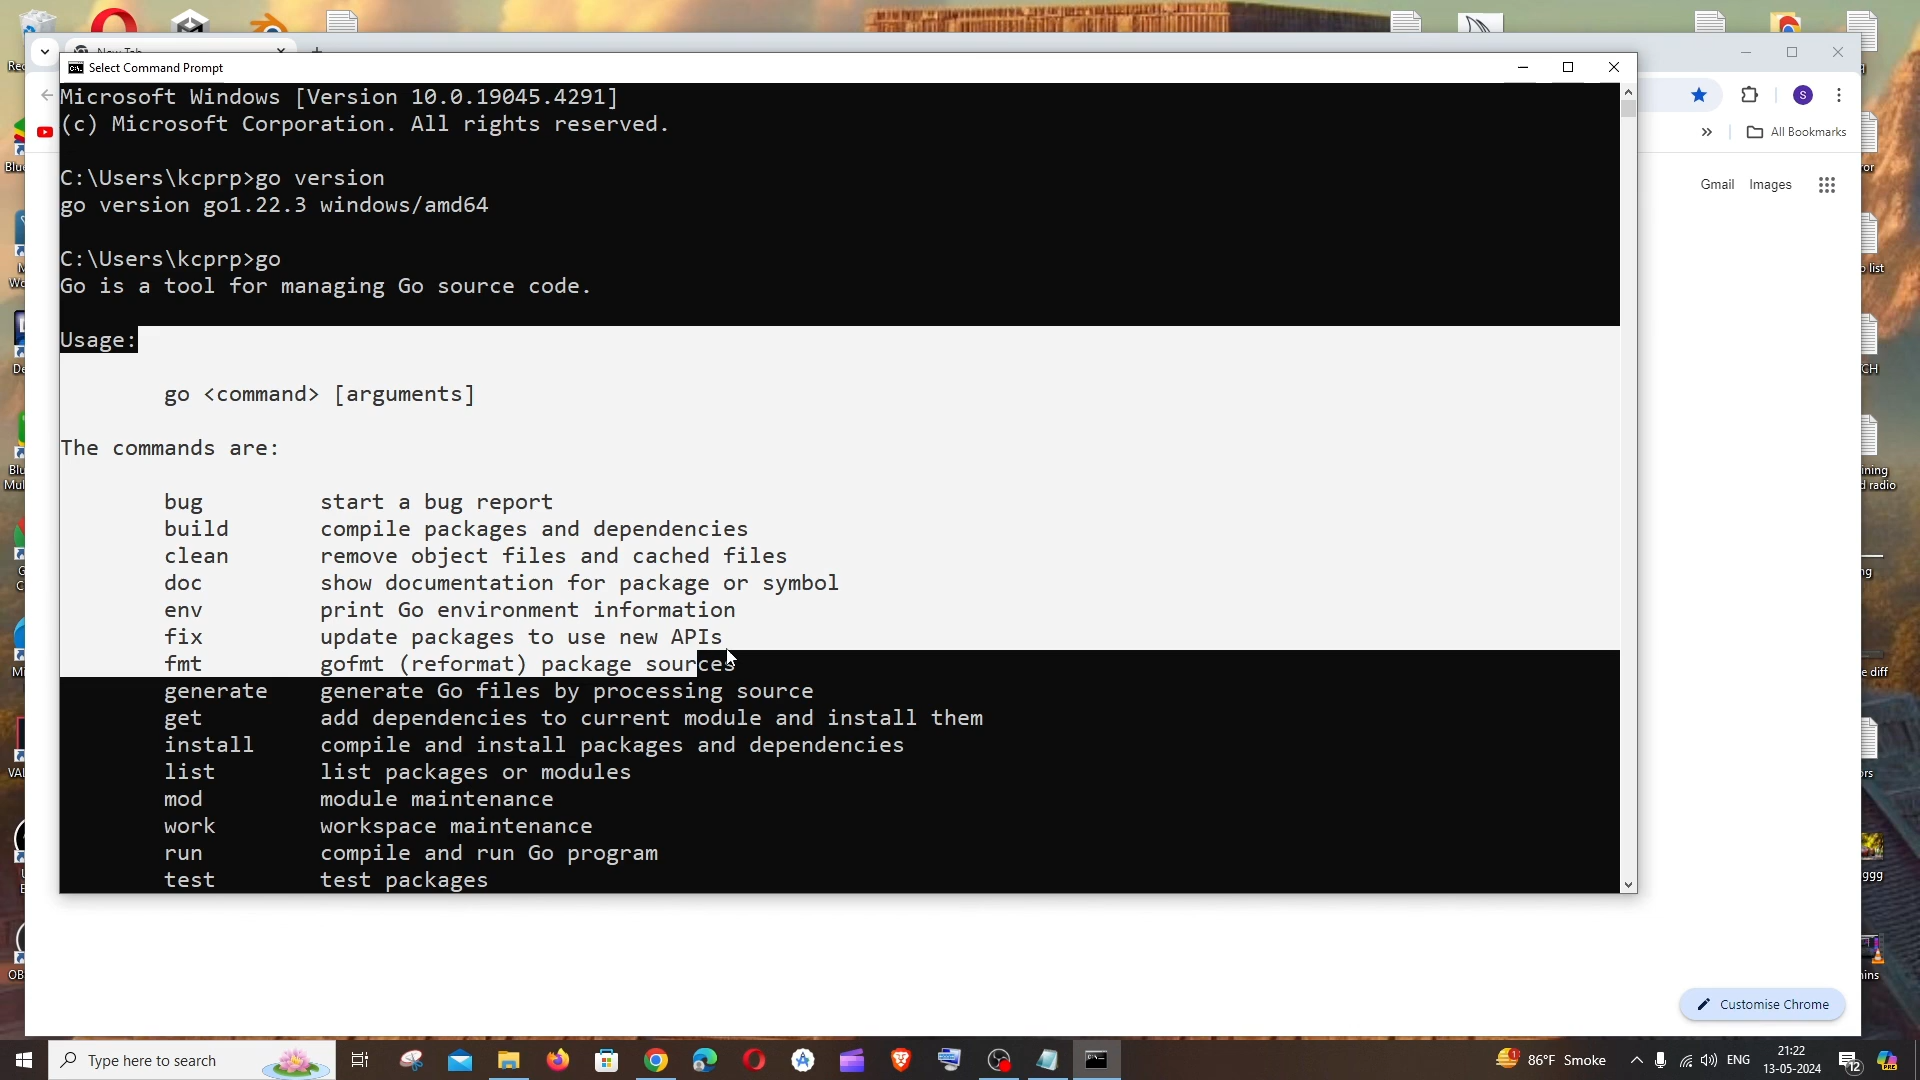 New Tab
Select Command Prompt
Microsoft Windows [Version 10.0.19045.4291]
(c) Microsoft Corporation. All rights reserved.
C:\Users\kcprp>go version
go version go1.22.3 windows/amd64
C:\Users\kcprp>go
Go is a tool for managing Go source code.
Usage:
go <command> [arguments]
The commands are:
bug start a bug report
build compile packages and dependencies
clean remove object files and cached files
doc show documentation for package or symbol
env print Go environment information
fix update packages to use new APIs
fmt gofmt (reformat) package sources
generate generate Go files by processing source
get add dependencies to current module and install them
install compile and install packages and dependencies
list list packages or modules
mod module maintenance
work workspace maintenance
run compile and run Go program
test test packages
S
All Bookmarks
Gmail Images
Customise Chrome
Type here to search
86°F Smoke
ENG
21:22
13-05-2024
12